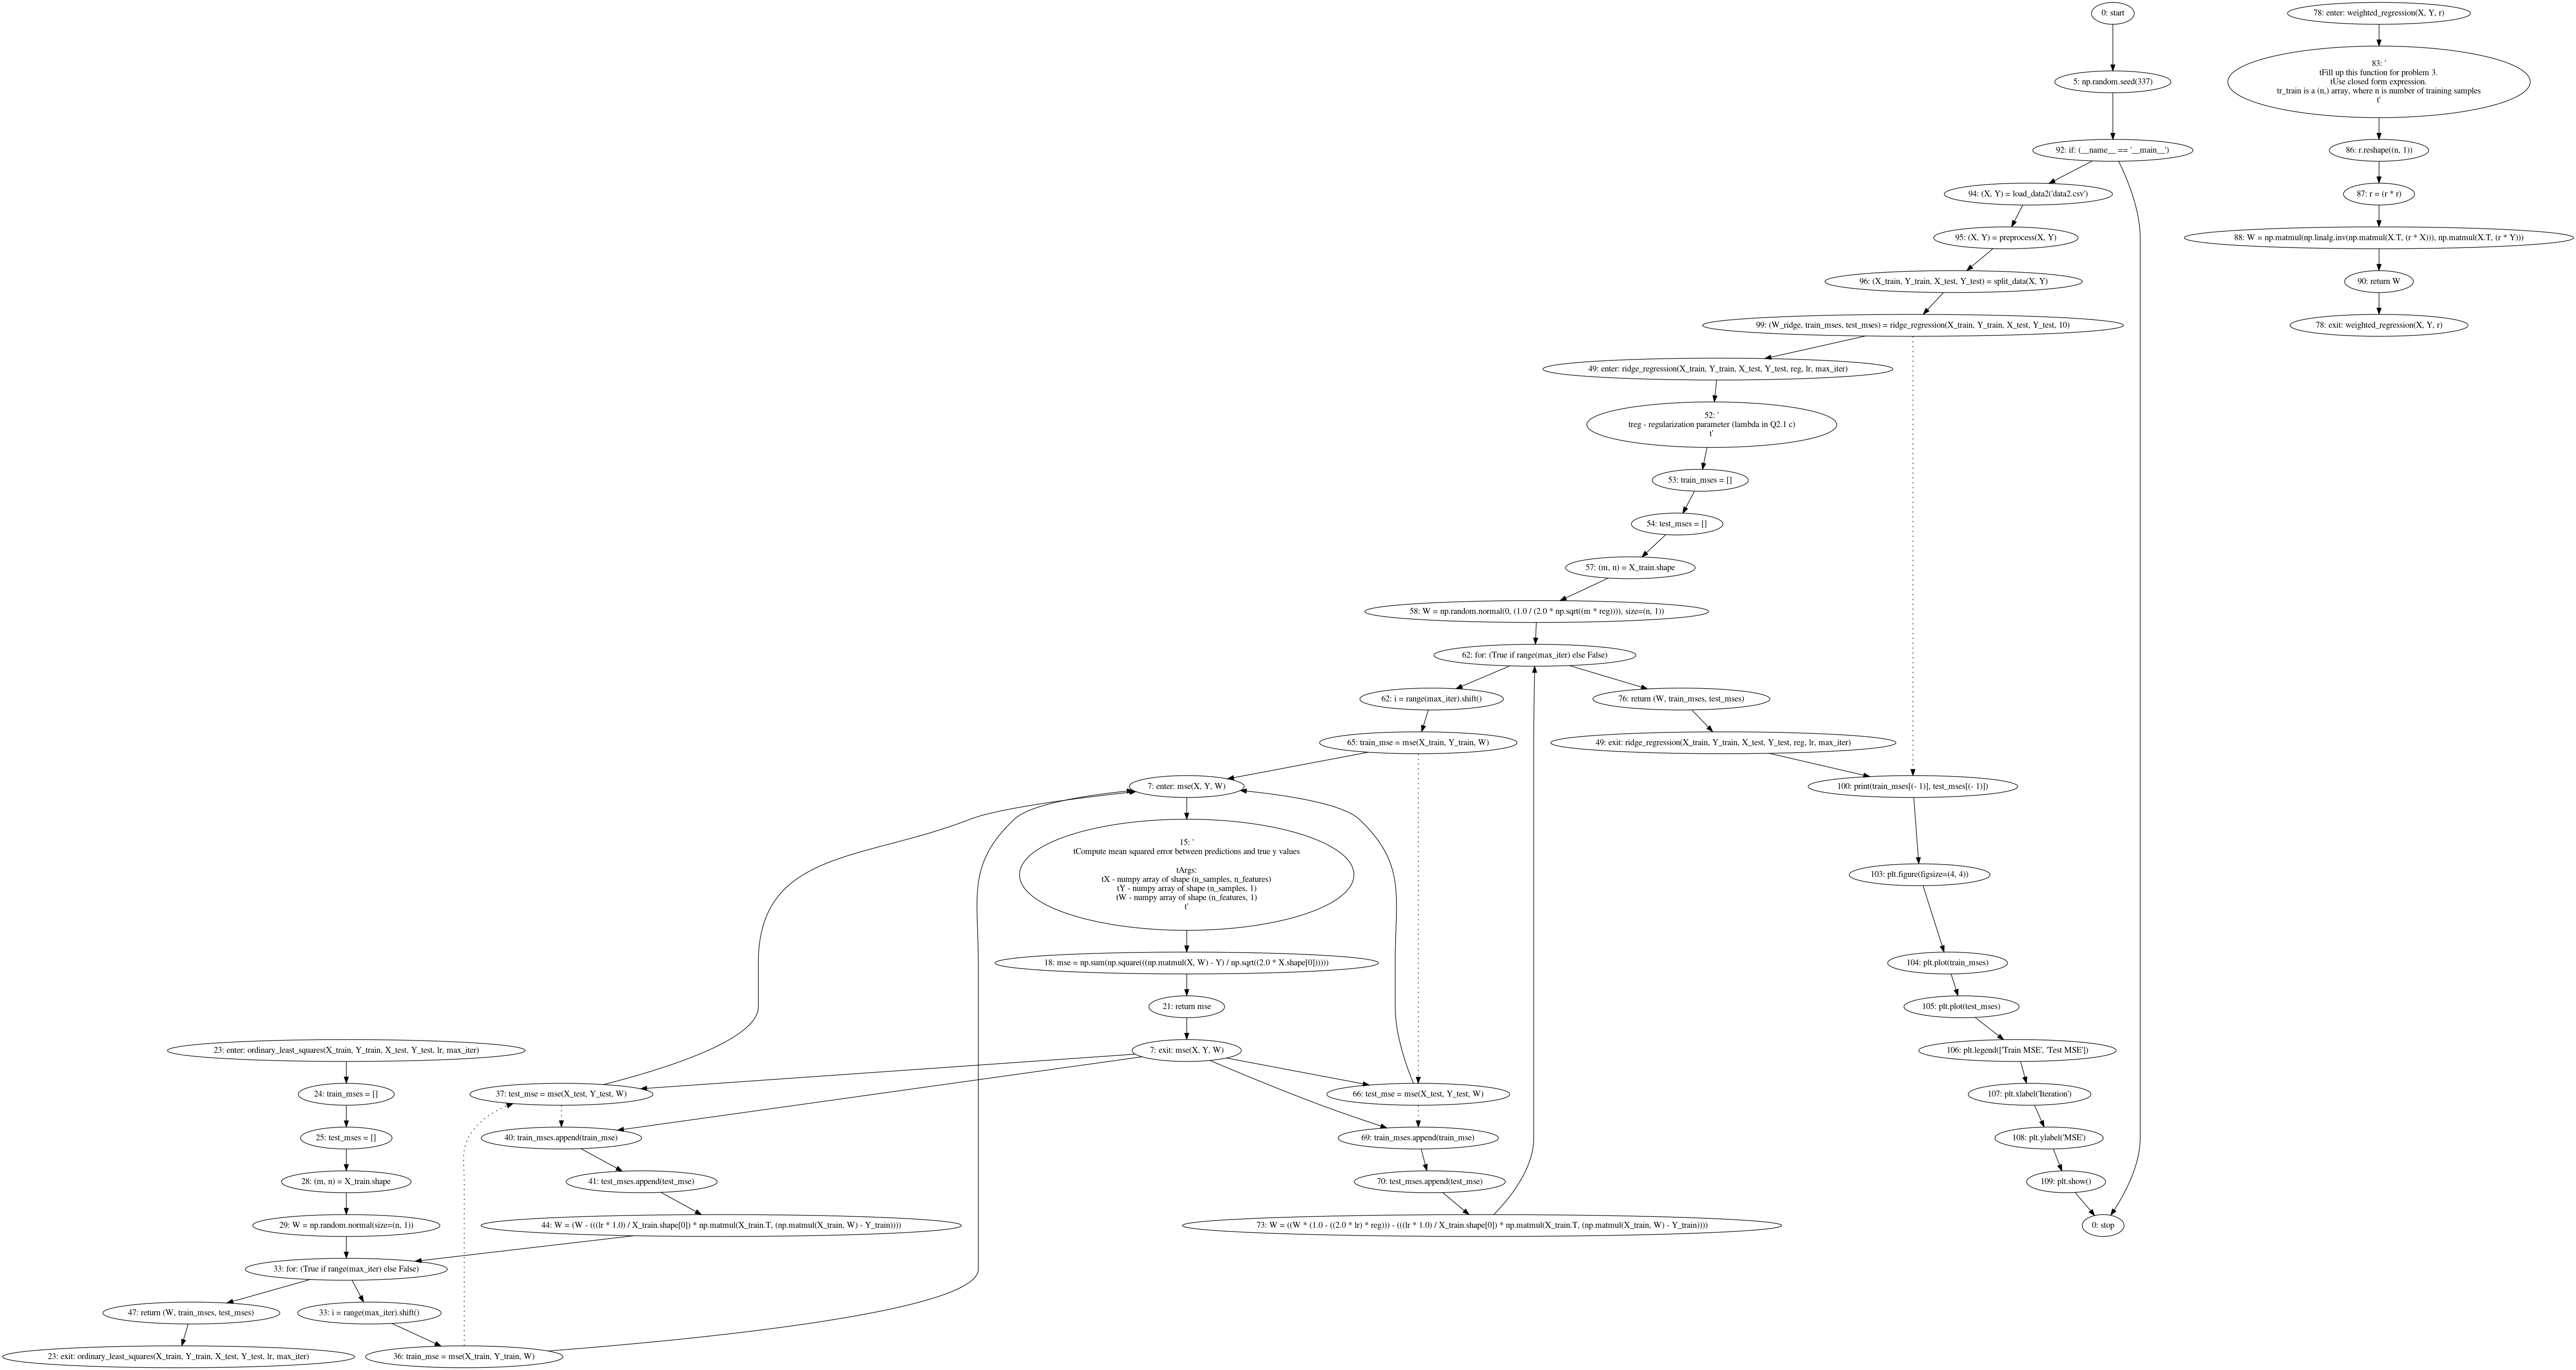 0: start
78: enter: weighted_regression(X, Y, r)
5: np.random.seed(337)
83: '
tFill up this function for problem 3.
tUse closed form expression.
tr_train is a (n,) array, where n is number of training samples
t'
92: if: (__name__ == '__main__')
86: r.reshape((n, 1))
94: (X, Y) = load_data2('data2.csv')
87: r = (r * r)
95: (X, Y) = preprocess(X, Y)
88: W = np.matmul(np.linalg.inv(np.matmul(X.T, (r * X))), np.matmul(X.T, (r * Y)))
96: (X_train, Y_train, X_test, Y_test) = split_data(X, Y)
90: return W
99: (W_ridge, train_mses, test_mses) = ridge_regression(X_train, Y_train, X_test, Y_test, 10)
78: exit: weighted_regression(X, Y, r)
49: enter: ridge_regression(X_train, Y_train, X_test, Y_test, reg, lr, max_iter)
52: '
treg - regularization parameter (lambda in Q2.1 c)
t'
53: train_mses = []
54: test_mses = []
57: (m, n) = X_train.shape
58: W = np.random.normal(0, (1.0 / (2.0 * np.sqrt((m * reg)))), size=(n, 1))
62: for: (True if range(max_iter) else False)
62: i = range(max_iter).shift()
76: return (W, train_mses, test_mses)
65: train_mse = mse(X_train, Y_train, W)
49: exit: ridge_regression(X_train, Y_train, X_test, Y_test, reg, lr, max_iter)
7: enter: mse(X, Y, W)
100: print(train_mses[(- 1)], test_mses[(- 1)])
15: '
tCompute mean squared error between predictions and true y values
tArgs:
tX - numpy array of shape (n_samples, n_features)
tY - numpy array of shape (n_samples, 1)
tW - numpy array of shape (n_features, 1)
t'
103: plt.figure(figsize=(4, 4))
18: mse = np.sum(np.square(((np.matmul(X, W) - Y) / np.sqrt((2.0 * X.shape[0])))))
104: plt.plot(train_mses)
21: return mse
105: plt.plot(test_mses)
23: enter: ordinary_least_squares(X_train, Y_train, X_test, Y_test, lr, max_iter)
7: exit: mse(X, Y, W)
106: plt.legend(['Train MSE', 'Test MSE'])
24: train_mses = []
37: test_mse = mse(X_test, Y_test, W)
66: test_mse = mse(X_test, Y_test, W)
107: plt.xlabel('Iteration')
25: test_mses = []
40: train_mses.append(train_mse)
69: train_mses.append(train_mse)
108: plt.ylabel('MSE')
28: (m, n) = X_train.shape
41: test_mses.append(test_mse)
70: test_mses.append(test_mse)
109: plt.show()
29: W = np.random.normal(size=(n, 1))
44: W = (W - (((lr * 1.0) / X_train.shape[0]) * np.matmul(X_train.T, (np.matmul(X_train, W) - Y_train))))
73: W = ((W * (1.0 - ((2.0 * lr) * reg))) - (((lr * 1.0) / X_train.shape[0]) * np.matmul(X_train.T, (np.matmul(X_train, W) - Y_train))))
0: stop
33: for: (True if range(max_iter) else False)
47: return (W, train_mses, test_mses)
33: i = range(max_iter).shift()
23: exit: ordinary_least_squares(X_train, Y_train, X_test, Y_test, lr, max_iter)
36: train_mse = mse(X_train, Y_train, W)